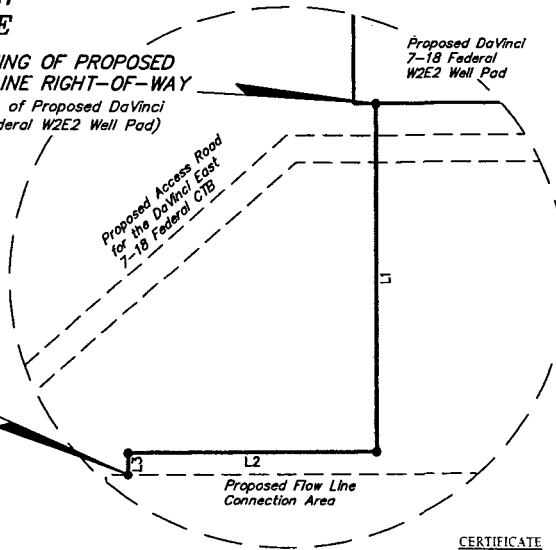 E
NING OF PROPOSED
INE RIGHT-OF-WAY
of Proposed DaVinci
deral W2E2 Well Pad)
Proposed DaVinci
7-18 Federal
W2E2 Well Pad
Proposed Access Road
for the DaVinci East
7-18 Federal CTB
L1
L3
L2
Proposed Flow Line
Connection Area
CERTIFICATE